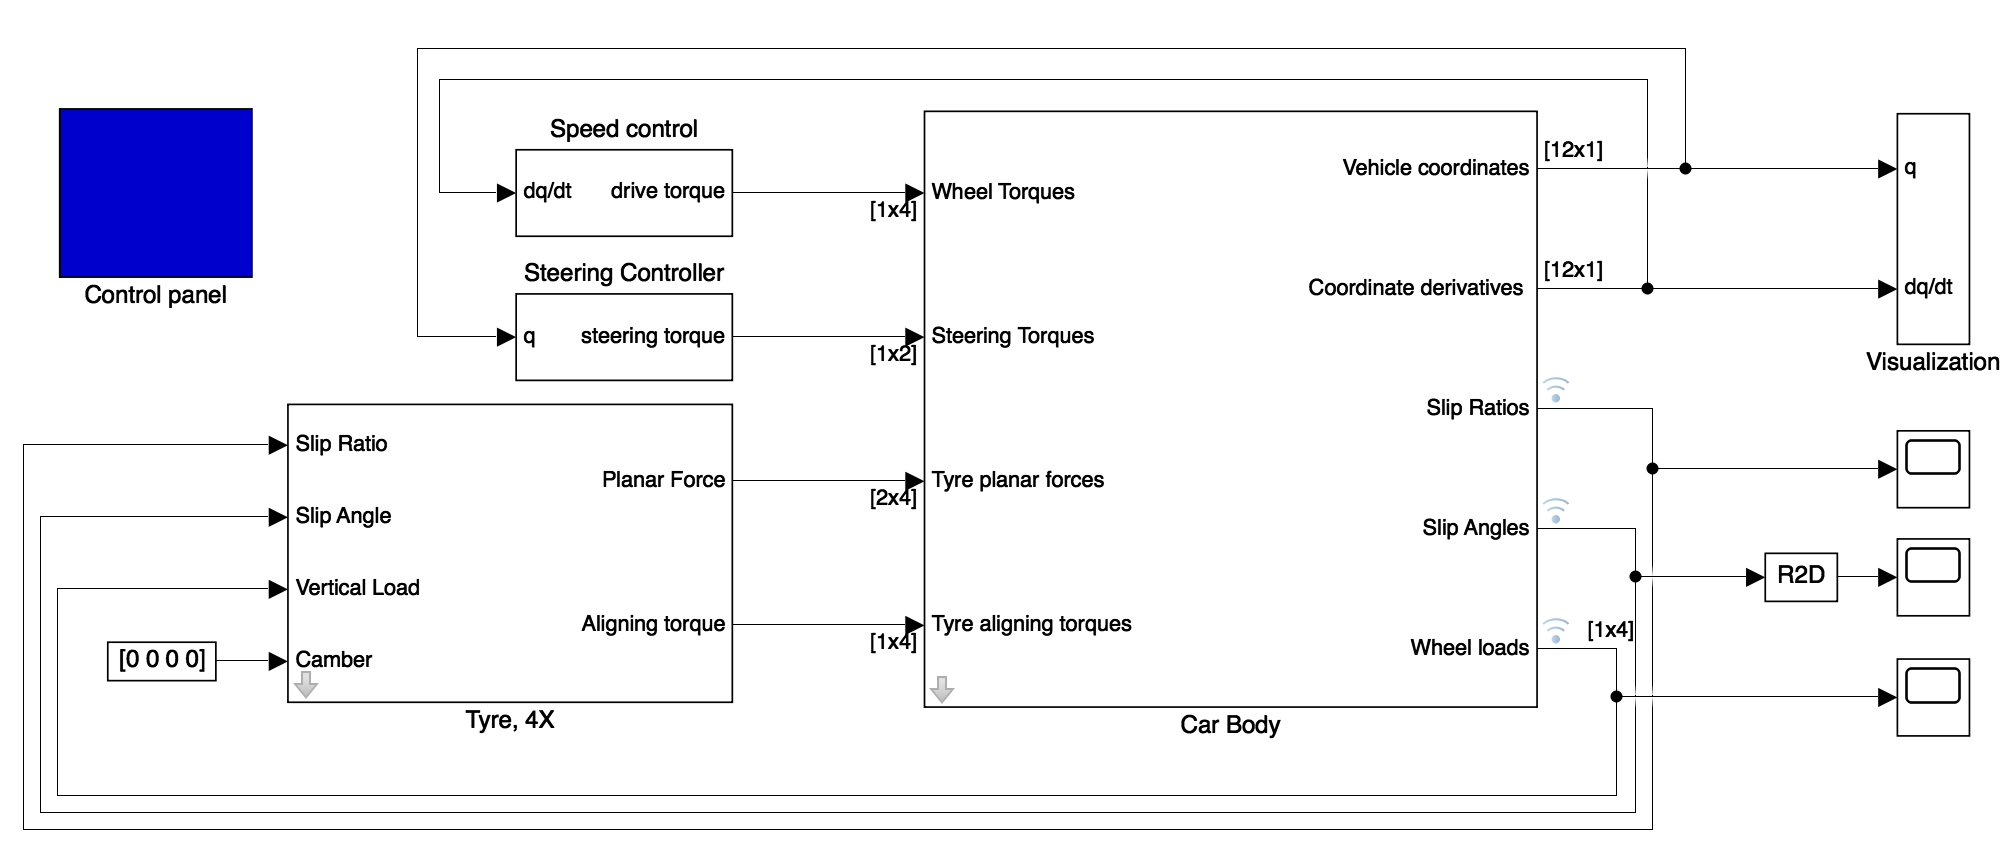 Control panel
Speed control
dq/dt
drive torque
[1x4]
Steering Controller
q
steering torque
[1x2]
Slip Ratio
Slip Angle
Vertical Load
[0 0 0 0]
Camber
Planar Force
[2x4]
Aligning torque
[1x4]
Tyre, 4X
Wheel Torques
Steering Torques
Tyre planar forces
Tyre aligning torques
Vehicle coordinates
[12x1]
Coordinate derivatives
[12x1]
Slip Ratios
Slip Angles
Wheel loads
[1x4]
Car Body
q
dq/dt
Visualization
R2D